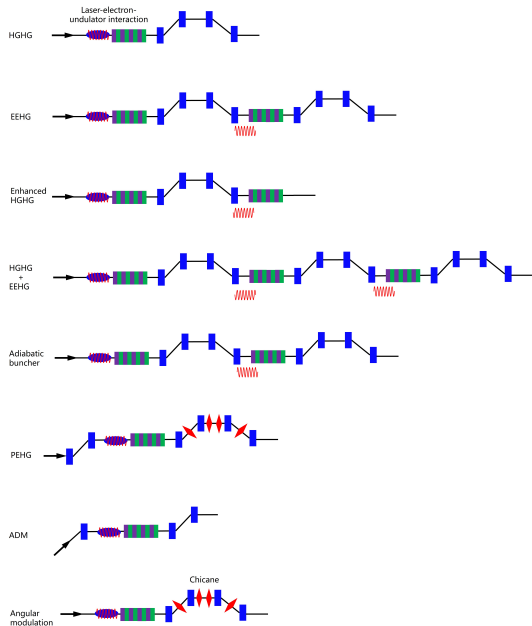 Laser-electron-
undulator interaction
HGHG
EEHG
Enhanced
HGHG
HGHG
+
EEHG
Adiabatic
buncher
PEHG
ADM
Chicane
Angular
modulation